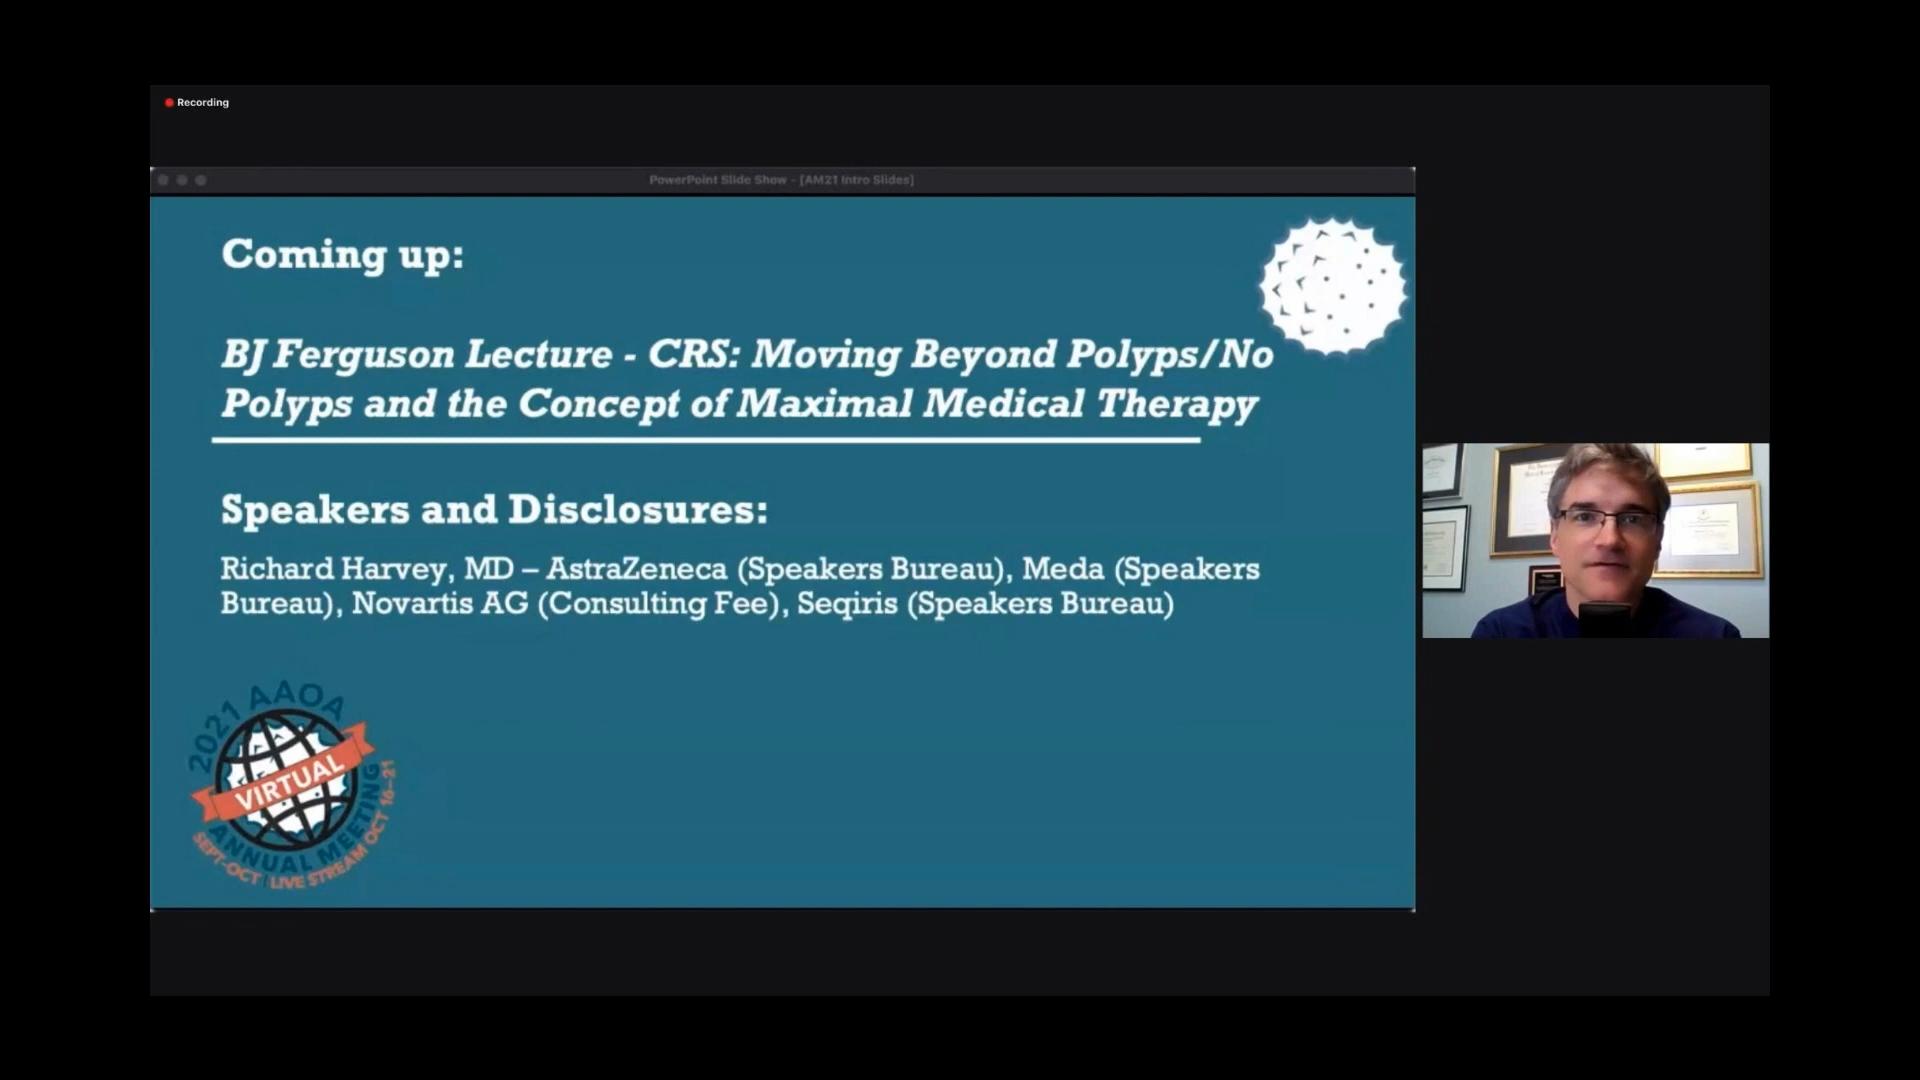 Recording
PowerPoint Slide Show - [AM21 Intro Slides]
Coming up:
BJ Ferguson Lecture - CRS: Moving Beyond Polyps/No
Polyps and the Concept of Maximal Medical Therapy
Speakers and Disclosures:
Richard Harvey, MD – AstraZeneca (Speakers Bureau), Meda (Speakers
Bureau), Novartis AG (Consulting Fee), Seqiris (Speakers Bureau)
2021 AAOA
VIRTUAL
ANNUAL MEETING
SEPT-OCT | LIVE STREAM OCT 16-21